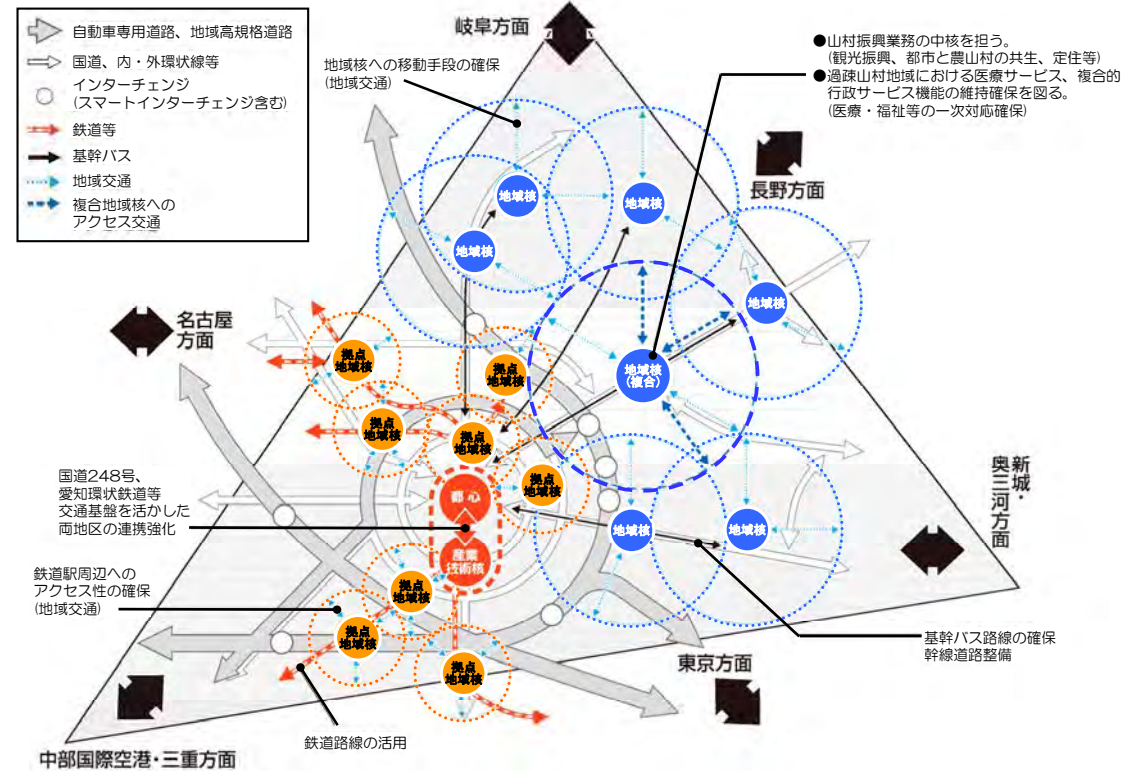 自動車専用道路、地域高規格道路
国道、内・外環状線等
インターチェンジ
(スマートインターチェンジ含む)
鉄道等
基幹バス
地域交通
複合地域核への
アクセス交通
岐阜方面
地域核への移動手段の確保
(地域交通)
●山村振興業務の中核を担う。
(観光振興、都市と農山村の共生、定住等)
●過疎山村地域における医療サービス、複合的
行政サービス機能の維持確保を図る。
(医療・福祉等の一次対応確保)
長野方面
地域核
地域核
地域核
地域核
名古屋
方面
拠点
地域核
拠点
地域核
地域核
(複合)
拠点
地域核
拠点
地域核
国道248号、
愛知環状鉄道等
交通基盤を活かした
両地区の連携強化
都心
拠点
地域核
新城・
奥三河方面
地域核
地域核
産業
技術核
鉄道駅周辺への
アクセス性の確保
(地域交通)
拠点
地域核
拠点
地域核
基幹バス路線の確保
幹線道路整備
拠点
地域核
東京方面
鉄道路線の活用
中部国際空港・三重方面